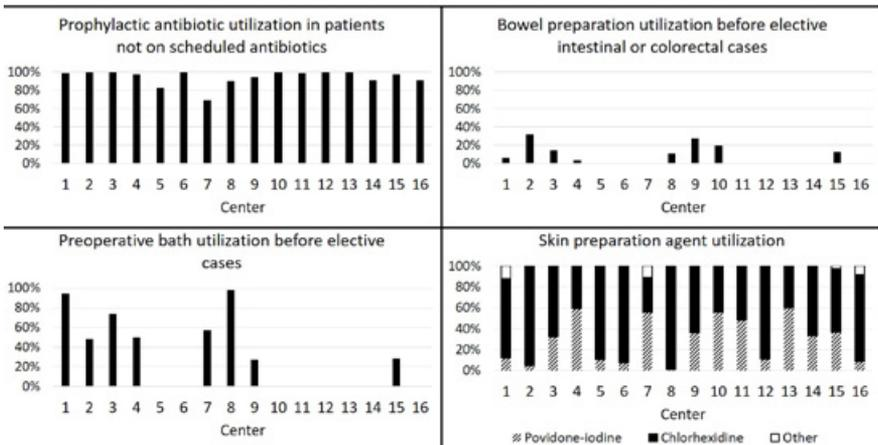 Prophylactic antibiotic utilization in patients
not on scheduled antibiotics
100%
80%
60%
40%
20%
0%
1 2 3 4 5 6 7 8 9 10 11 12 13 14 15 16
Center
Bowel preparation utilization before elective
intestinal or colorectal cases
100%
80%
60%
40%
20%
0%
1 2 3 4 5 6 7 8 9 10 11 12 13 14 15 16
Center
Preoperative bath utilization before elective
cases
100%
80%
60%
40%
20%
0%
1 2 3 4 5 6 7 8 9 10 11 12 13 14 15 16
Center
Skin preparation agent utilization
100%
80%
60%
40%
20%
0%
1 2 3 4 5 6 7 8 9 10 11 12 13 14 15 16
Center
Povidone-iodine Chlorhexidine Other